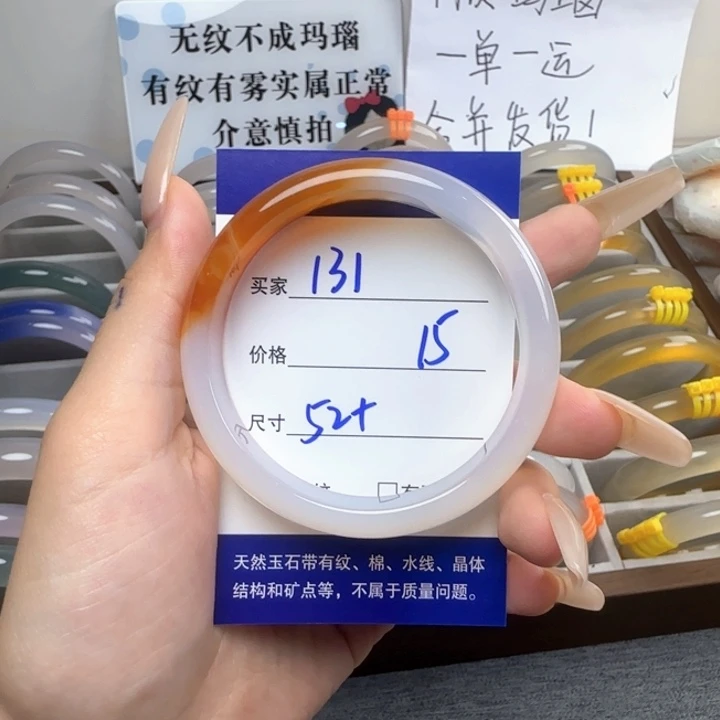 无纹不成玛瑙
有纹有雾实属正常
介意慎拍
玛瑙
一单一运
合并发货!
买家 131
价格 15
尺寸 52+
天然玉石带有纹、棉、水线、晶体
结构和矿点等，不属于质量问题。